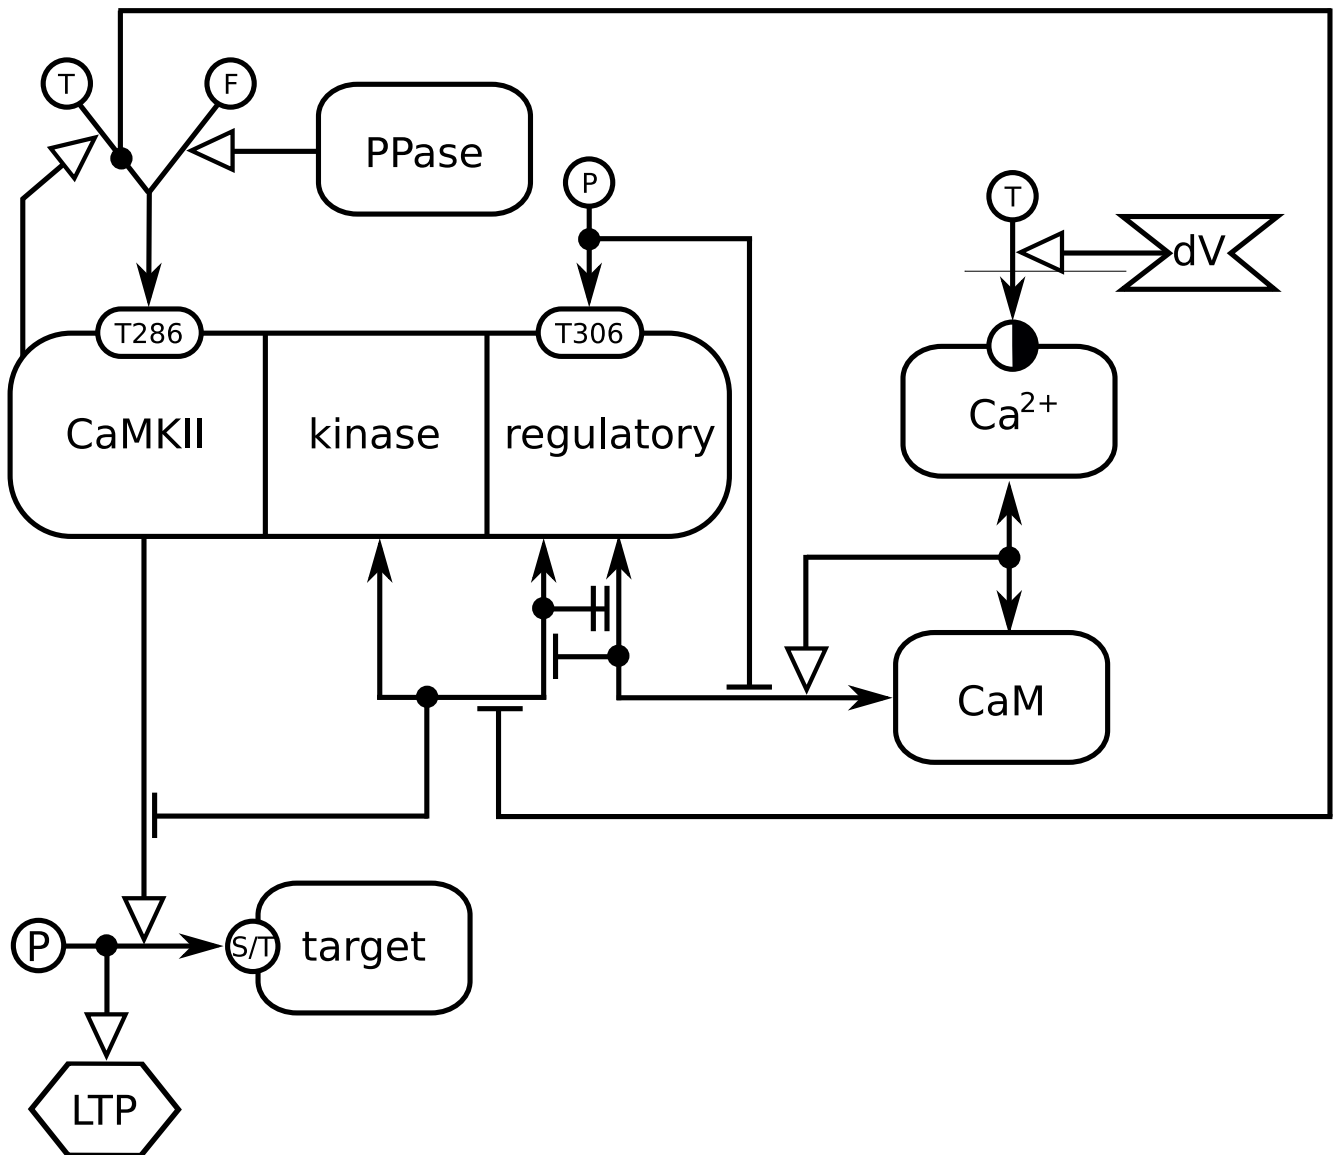 T
F
PPase
P
T
dV
T286
T306
CaMKII
kinase
regulatory
Ca2+
CaM
P
S/T
target
LTP